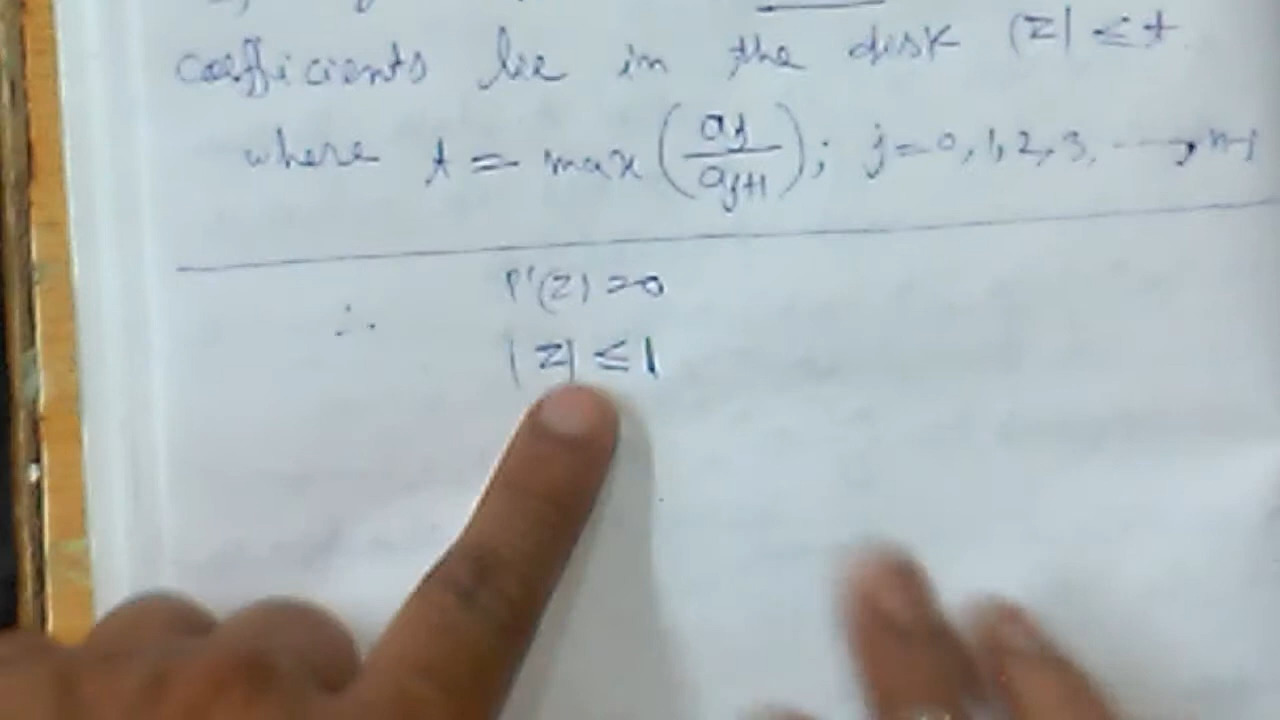 coefficients lie in the disk |z| ≤ t
where t = max (aj / aj+1); j=0, 1, 2, 3, ----, n-1
∴ P'(z) = 0
|z| ≤ 1